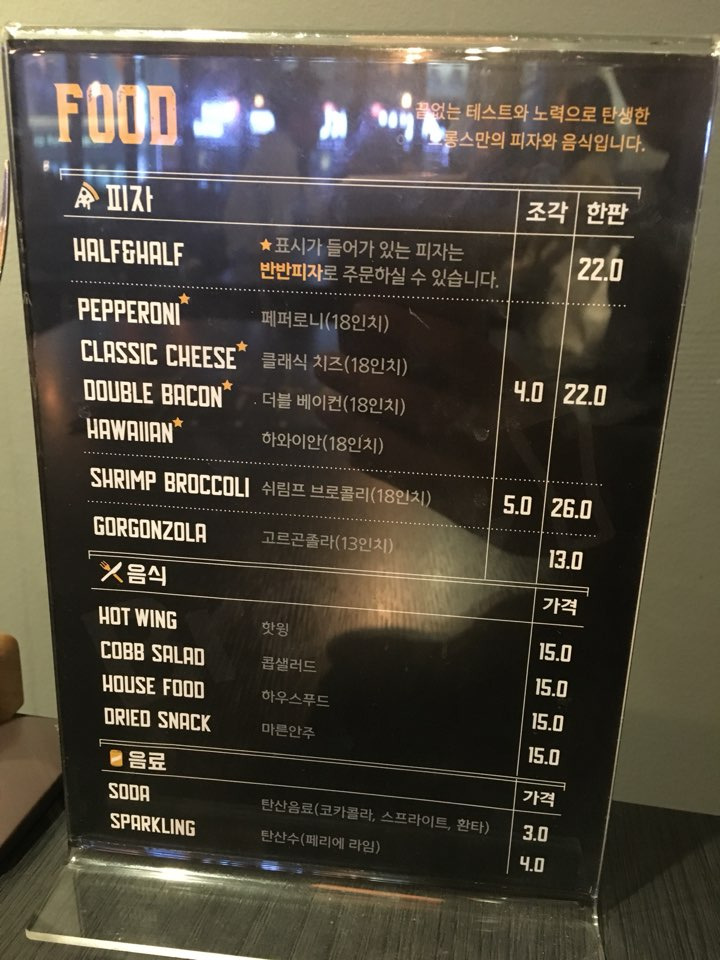 FOOD
끝없는 테스트와 노력으로 탄생한
피자와 음식입니다.
피자 조각 한판
HALF&HALF ★표시가 들어가 있는 피자는
반반피자로 주문하실 수 있습니다. 22.0
PEPPERONI★ 페퍼로니(18인치)
CLASSIC CHEESE★ 클래식 치즈(18인치)
DOUBLE BACON★ 더블 베이컨(18인치) 4.0 22.0
HAWAIIAN★ 하와이안(18인치)
SHRIMP BROCCOLI 쉬림프 브로콜리(18인치) 5.0 26.0
GORGONZOLA 고르곤졸라(13인치) 13.0
음식 가격
HOT WING 핫윙 15.0
COBB SALAD 콥샐러드 15.0
HOUSE FOOD 하우스푸드 15.0
DRIED SNACK 마른안주 15.0
음료 가격
SODA 탄산음료(코카콜라, 스프라이트, 환타) 3.0
SPARKLING 탄산수(페리에 라임) 4.0